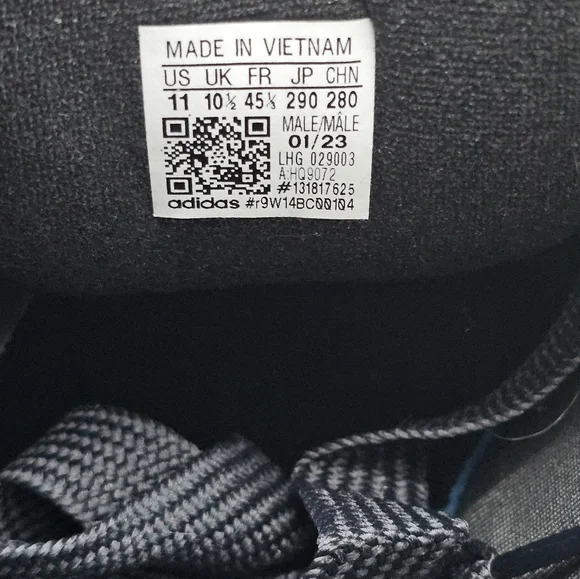 MADE IN VIETNAM
US UK FR JP CHN
11 10½ 45⅓ 290 280
MALE/MÂLE
01/23
LHG 029003
A:HQ9072
#131817625
adidas #r9W14BC00104